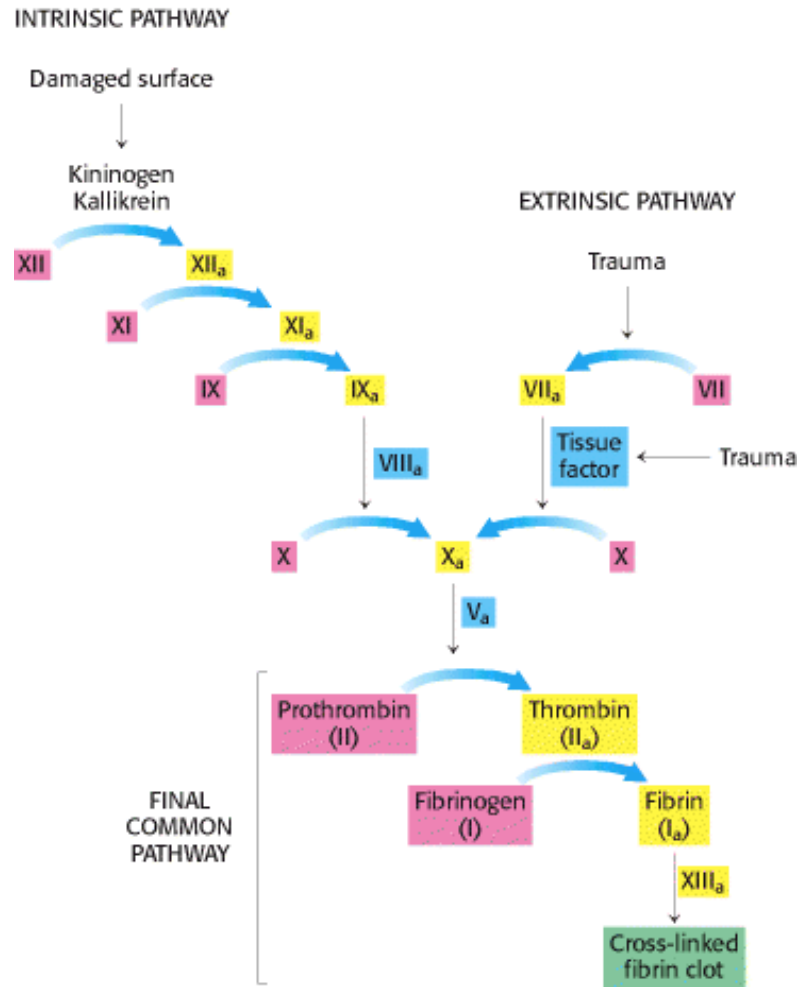 INTRINSIC PATHWAY
Damaged surface
Kininogen
Kallikrein
EXTRINSIC PATHWAY
XII
XIIa
Trauma
XI
XIa
IX
IXa
VIIa
VII
VIIIa
Tissue
factor
Trauma
X
Xa
X
Va
Prothrombin
(II)
Thrombin
(IIa)
FINAL
COMMON
PATHWAY
Fibrinogen
(I)
Fibrin
(Ia)
XIIIa
Cross-linked
fibrin clot